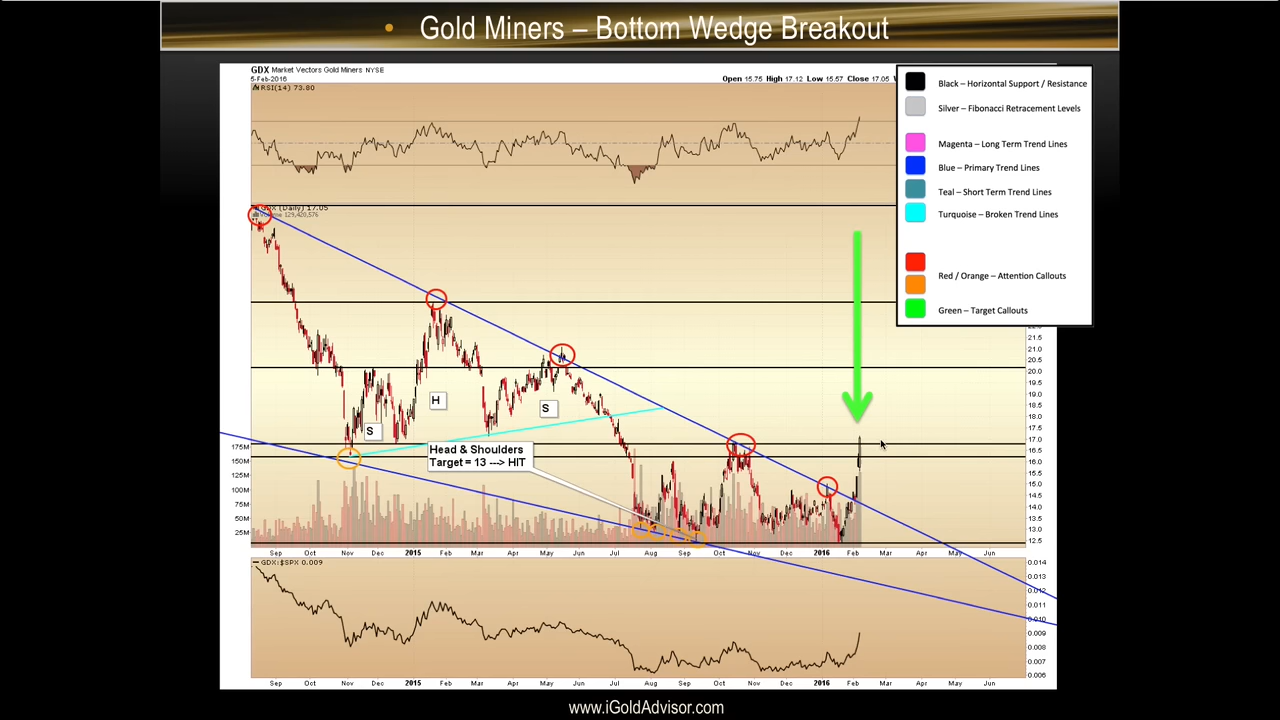 • Gold Miners – Bottom Wedge Breakout
GDX Market Vectors Gold Miners NYSE
5-Feb-2016
Open 15.75 High 17.12 Low 15.57 Close 17.05
RSI(14) 73.80
Black – Horizontal Support / Resistance
Silver – Fibonacci Retracement Levels
Magenta – Long Term Trend Lines
Blue – Primary Trend Lines
Teal – Short Term Trend Lines
Turquoise – Broken Trend Lines
Red / Orange – Attention Callouts
Green – Target Callouts
GDX (Daily) 17.05
Volume 129,420,576
H
S
S
Head & Shoulders
Target = 13 ---> HIT
21.5
21.0
20.5
20.0
19.5
19.0
18.5
18.0
17.5
17.0
16.5
16.0
15.5
15.0
14.5
14.0
13.5
13.0
12.5
175M
150M
125M
100M
75M
50M
25M
Sep Oct Nov Dec 2015 Feb Mar Apr May Jun Jul Aug Sep Oct Nov Dec 2016 Feb Mar Apr May Jun
GDX:$SPX 0.009
0.014
0.013
0.012
0.011
0.010
0.009
0.008
0.007
0.006
Sep Oct Nov Dec 2015 Feb Mar Apr May Jun Jul Aug Sep Oct Nov Dec 2016 Feb Mar Apr May Jun
www.iGoldAdvisor.com